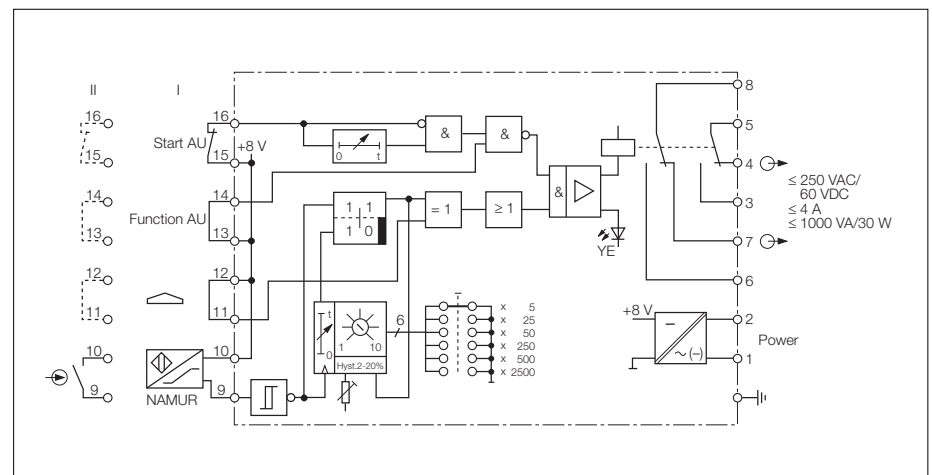 II
I
16
15
14
13
12
11
10
9
16
Start AU
15
+8 V
14
Function AU
13
12
11
10
NAMUR
9
0 t
&
&
1 1
1 0
= 1
≥ 1
&
YE
t
0
1 10
Hyst.2-20%
6
x 5
x 25
x 50
x 250
x 500
x 2500
8
5
4
≤ 250 VAC/
60 VDC
≤ 4 A
≤ 1000 VA/30 W
3
7
6
+8 V
2
Power
~ (–)
1